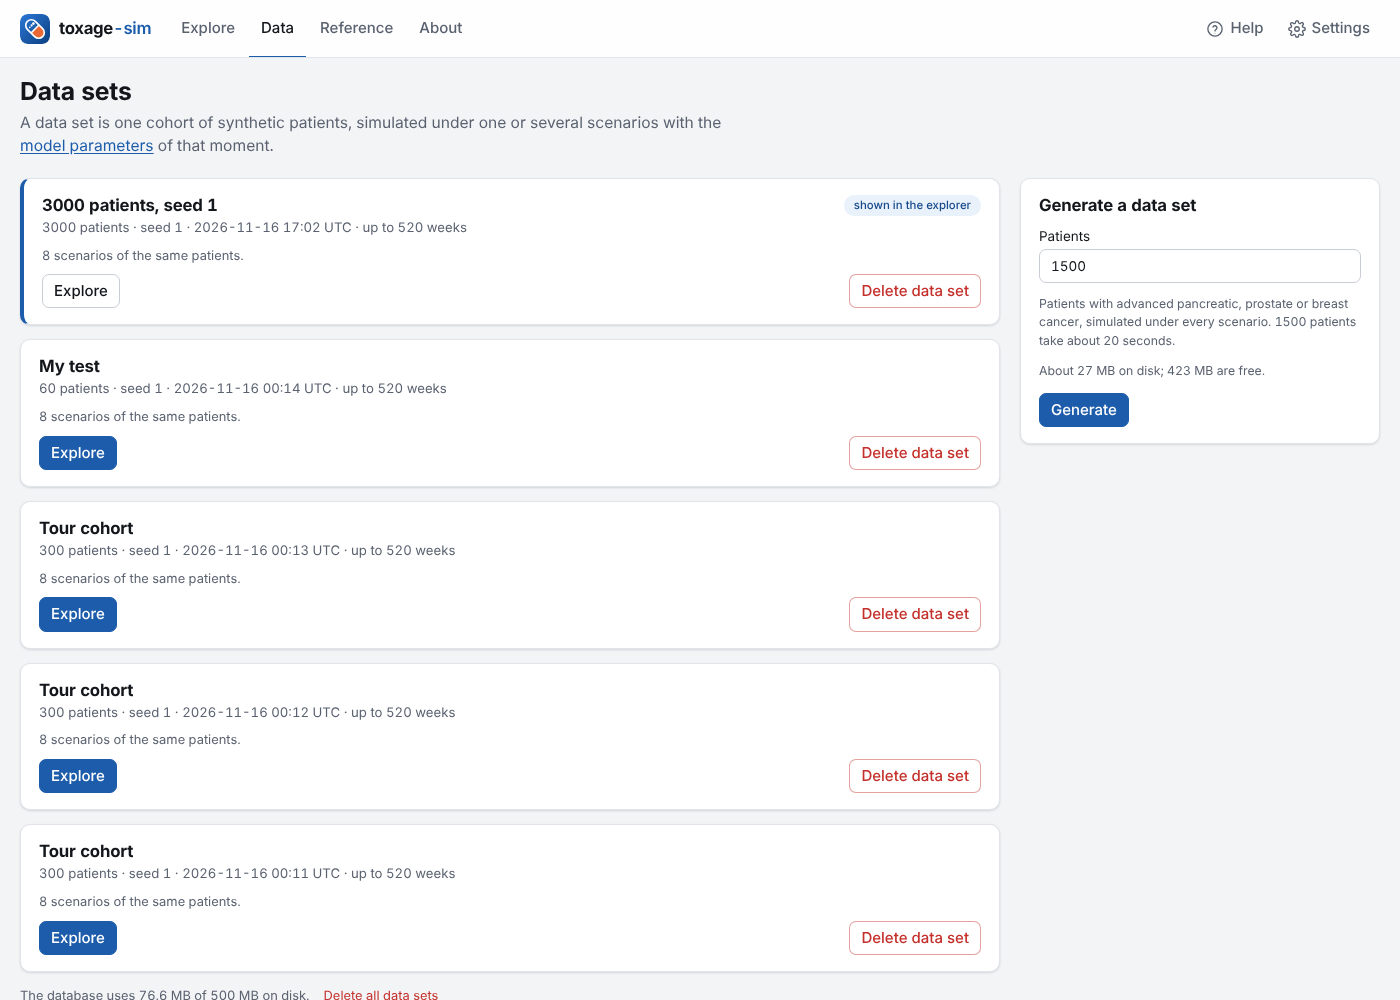 toxage-sim Explore Data Reference About Help Settings
Data sets
A data set is one cohort of synthetic patients, simulated under one or several scenarios with the
model parameters of that moment.
3000 patients, seed 1
shown in the explorer
3000 patients · seed 1 · 2026-11-16 17:02 UTC · up to 520 weeks
8 scenarios of the same patients.
Explore Delete data set
My test
60 patients · seed 1 · 2026-11-16 00:14 UTC · up to 520 weeks
8 scenarios of the same patients.
Explore Delete data set
Tour cohort
300 patients · seed 1 · 2026-11-16 00:13 UTC · up to 520 weeks
8 scenarios of the same patients.
Explore Delete data set
Tour cohort
300 patients · seed 1 · 2026-11-16 00:12 UTC · up to 520 weeks
8 scenarios of the same patients.
Explore Delete data set
Tour cohort
300 patients · seed 1 · 2026-11-16 00:11 UTC · up to 520 weeks
8 scenarios of the same patients.
Explore Delete data set
The database uses 76.6 MB of 500 MB on disk. Delete all data sets
Generate a data set
Patients
1500
Patients with advanced pancreatic, prostate or breast
cancer, simulated under every scenario. 1500 patients
take about 20 seconds.
About 27 MB on disk; 423 MB are free.
Generate